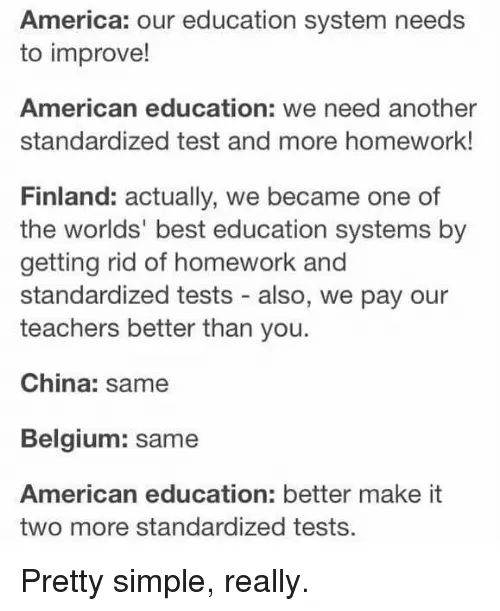 America: our education system needs
to improve!
American education: we need another
standardized test and more homework!
Finland: actually, we became one of
the worlds' best education systems by
getting rid of homework and
standardized tests - also, we pay our
teachers better than you.
China: same
Belgium: same
American education: better make it
two more standardized tests.
Pretty simple, really.